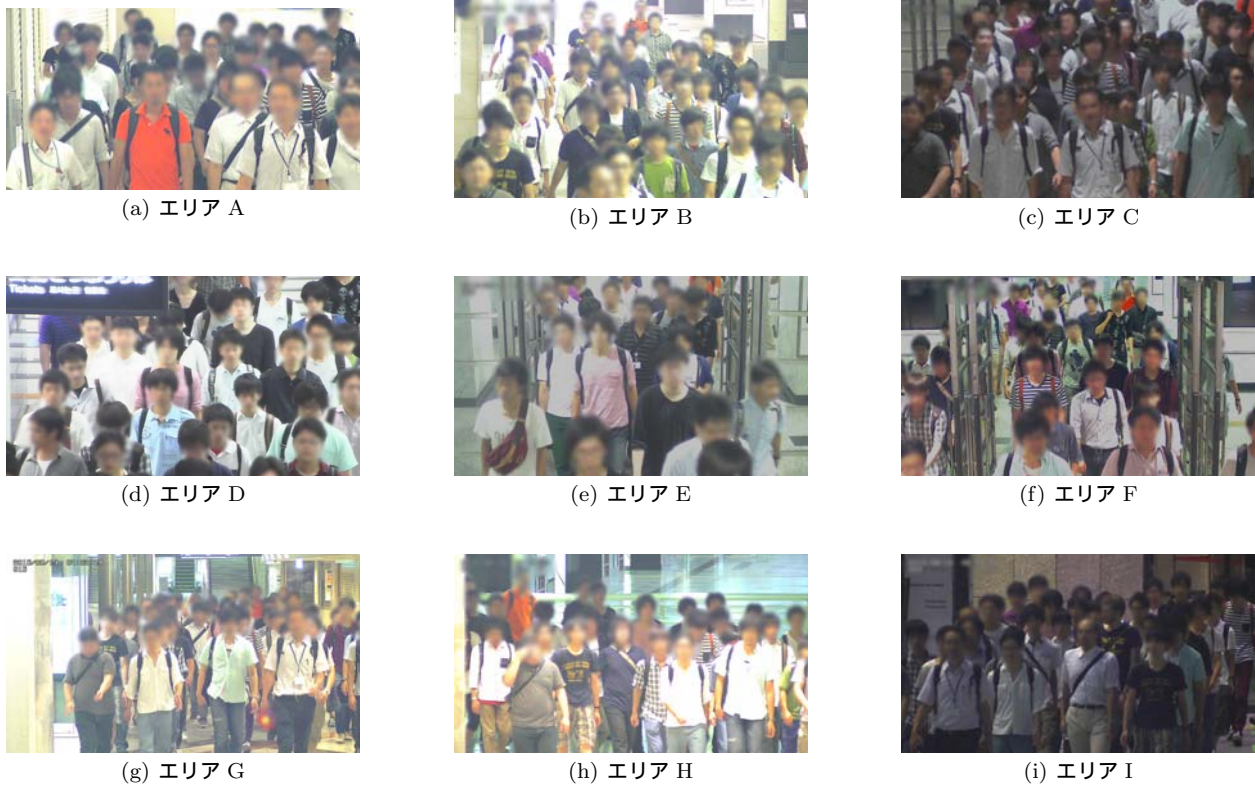 (a) エリア A
(b) エリア B
(c) エリア C
Tickets
(d) エリア D
(e) エリア E
(f) エリア F
(g) エリア G
(h) エリア H
(i) エリア I